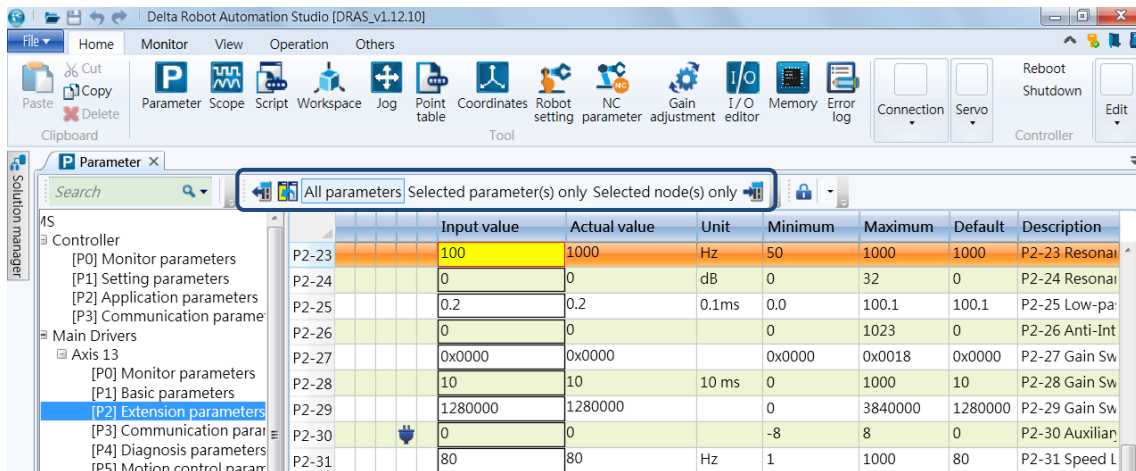 Delta Robot Automation Studio [DRAS_v1.12.10]
File Home Monitor View Operation Others
Paste Cut Copy Delete
Clipboard
Parameter Scope Script Workspace Jog Point table Coordinates Robot setting NC parameter Gain adjustment I/O editor Memory Error log
Tool
Connection Servo
Reboot
Shutdown
Controller
Edit
Solution manager
Parameter
Search All parameters Selected parameter(s) only Selected node(s) only
MS
Controller
[P0] Monitor parameters
[P1] Setting parameters
[P2] Application parameters
[P3] Communication parame
Main Drivers
Axis 13
[P0] Monitor parameters
[P1] Basic parameters
[P2] Extension parameters
[P3] Communication parar
[P4] Diagnosis parameters
[P5] Motion control param
Input value Actual value Unit Minimum Maximum Default Description
P2-23 100 1000 Hz 50 1000 1000 P2-23 Resonai
P2-24 0 0 dB 0 32 0 P2-24 Resonai
P2-25 0.2 0.2 0.1ms 0.0 100.1 100.1 P2-25 Low-pa
P2-26 0 0 0 1023 0 P2-26 Anti-Int
P2-27 0x0000 0x0000 0x0000 0x0018 0x0000 P2-27 Gain Sw
P2-28 10 10 10 ms 0 1000 10 P2-28 Gain Sw
P2-29 1280000 1280000 0 3840000 1280000 P2-29 Gain Sw
P2-30 0 0 -8 8 0 P2-30 Auxiliar
P2-31 80 80 Hz 1 1000 80 P2-31 Speed L